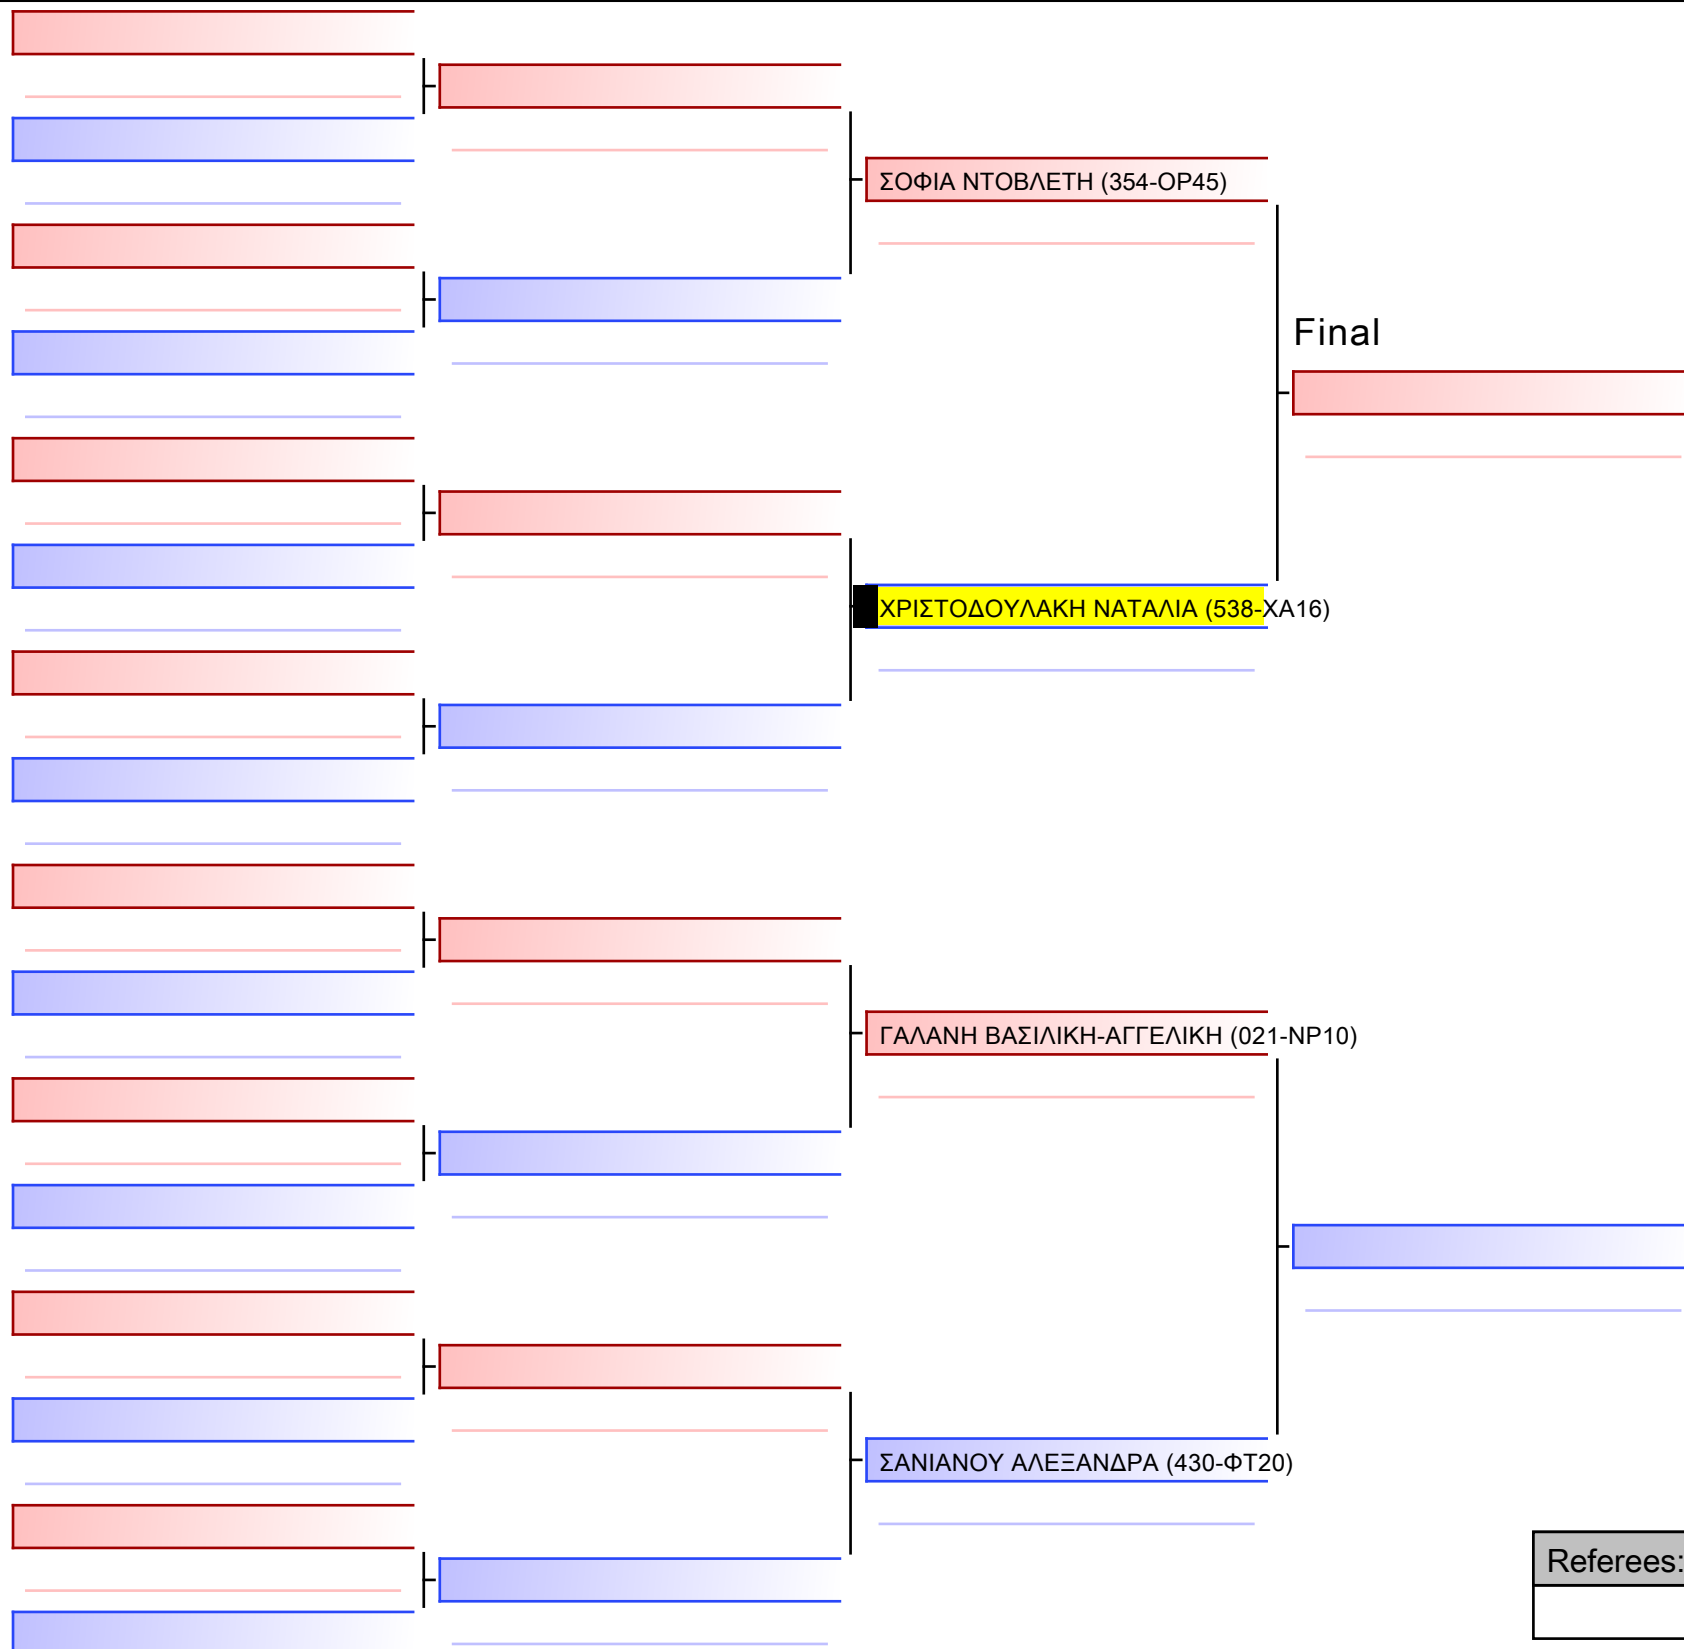 ΣΟΦΙΑ ΝΤΟΒΛΕΤΗ (354-ΟΡ45)
Final
ΧΡΙΣΤΟΔΟΥΛΑΚΗ ΝΑΤΑΛΙΑ (538-ΧΑ16)
ΓΑΛΑΝΗ ΒΑΣΙΛΙΚΗ-ΑΓΓΕΛΙΚΗ (021-ΝΡ10)
ΣΑΝΙΑΝΟΥ ΑΛΕΞΑΝΔΡΑ (430-ΦΤ20)
Referees: